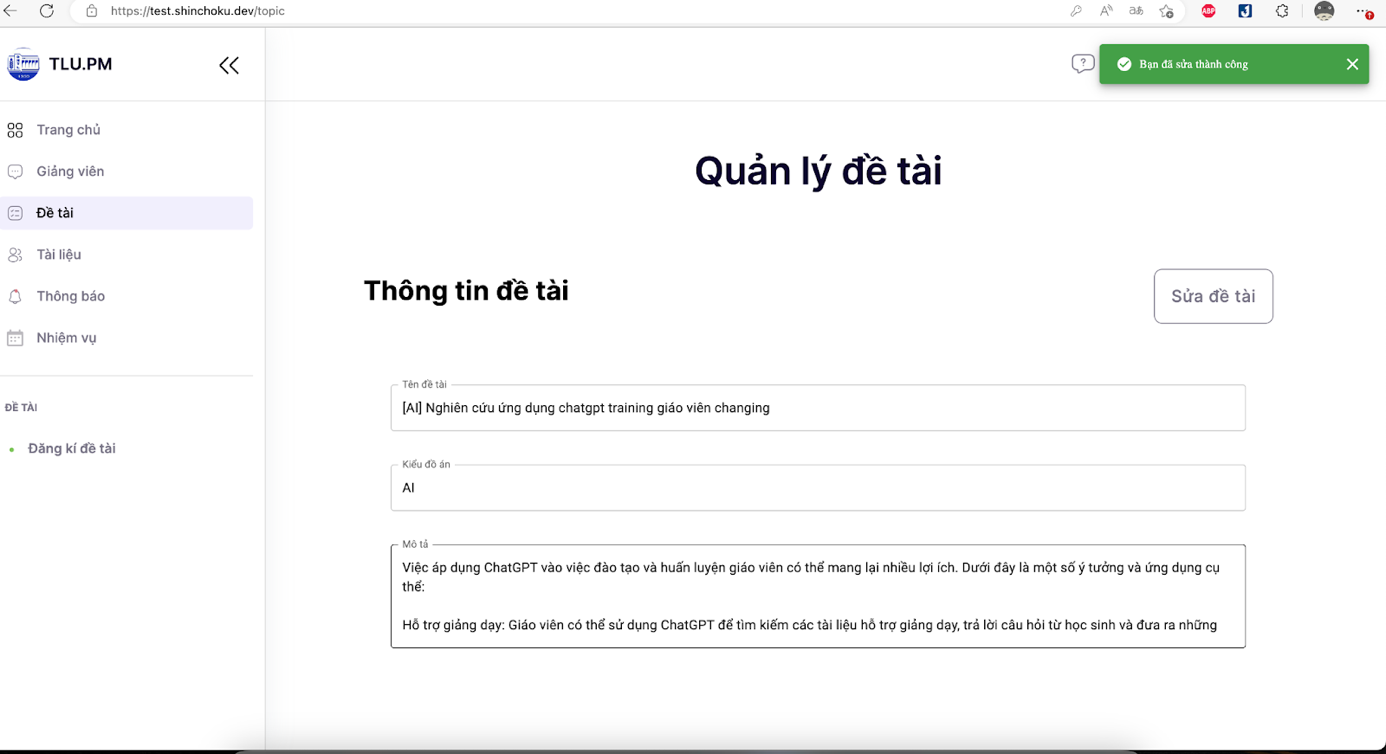 https://test.shinchoku.dev/topic
ABP
TLU.PM
Bạn đã sửa thành công
Trang chủ
Giảng viên
Đề tài
Tài liệu
Thông báo
Nhiệm vụ
ĐỀ TÀI
Đăng kí đề tài
Quản lý đề tài
Thông tin đề tài
Sửa đề tài
Tên đề tài
[AI] Nghiên cứu ứng dụng chatgpt training giáo viên changing
Kiểu đồ án
AI
Mô tả
Việc áp dụng ChatGPT vào việc đào tạo và huấn luyện giáo viên có thể mang lại nhiều lợi ích. Dưới đây là một số ý tưởng và ứng dụng cụ
thể:
Hỗ trợ giảng dạy: Giáo viên có thể sử dụng ChatGPT để tìm kiếm các tài liệu hỗ trợ giảng dạy, trả lời câu hỏi từ học sinh và đưa ra những